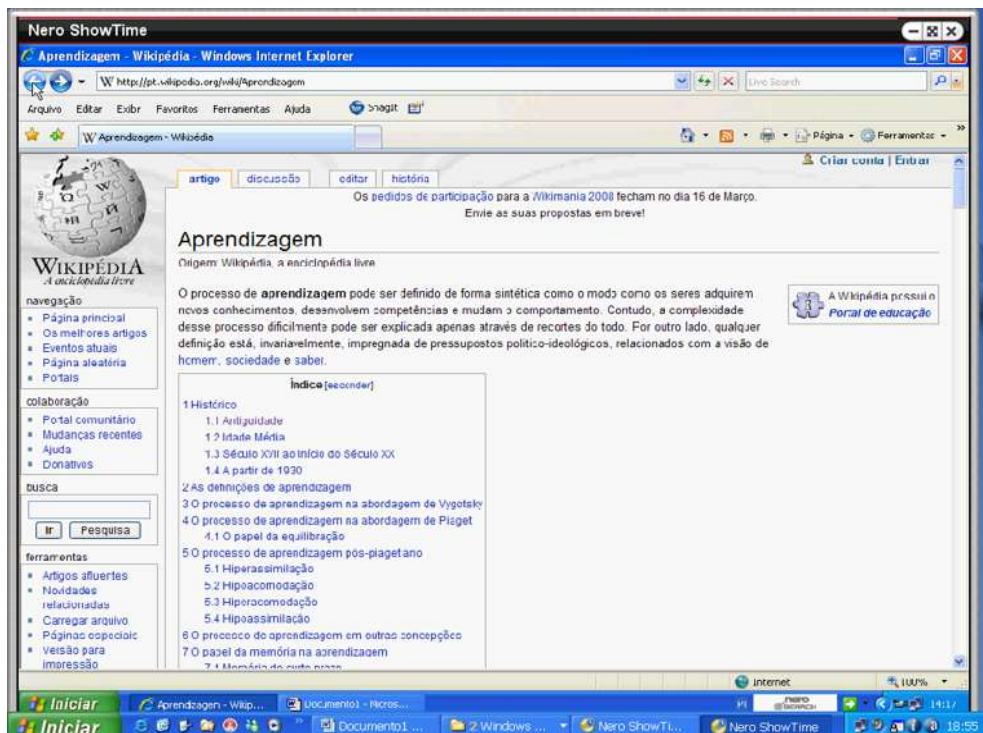 Nero ShowTime
Aprendizagem - Wikipédia - Windows Internet Explorer
http://pt.wikipedia.org/wiki/Aprendizagem
Live Search
Arquivo Editar Exibir Favoritos Ferramentas Ajuda SnagIt
Aprendizagem - Wikipédia
Página Ferramentas
Criar conta | Entrar
artigo discussão editar história
Os pedidos de participação para a Wikimania 2008 fecham no dia 16 de Março.
Envie as suas propostas em breve!
WIKIPÉDIA
A enciclopédia livre
navegação
Página principal
Os melhores artigos
Eventos atuais
Página aleatória
Portais
colaboração
Portal comunitário
Mudanças recentes
Ajuda
Donativos
busca
Ir Pesquisa
ferramentas
Artigos afluentes
Novidades
relacionadas
Carregar arquivo
Páginas especiais
Versão para
impressão
Aprendizagem
Origem: Wikipédia, a enciclopédia livre
O processo de aprendizagem pode ser definido de forma sintética como o modo como os seres adquirem
novos conhecimentos, desenvolvem competências e mudam o comportamento. Contudo, a complexidade
desse processo dificilmente pode ser explicada apenas através de recortes do todo. Por outro lado, qualquer
definição está, invariavelmente, impregnada de pressupostos político-ideológicos, relacionados com a visão de
homem, sociedade e saber.
A Wikipédia possui o
Portal de educação
Índice [esconder]
1 Histórico
1.1 Antiguidade
1.2 Idade Média
1.3 Século XVII ao início do Século XX
1.4 A partir de 1930
2 As definições de aprendizagem
3 O processo de aprendizagem na abordagem de Vygotsky
4 O processo de aprendizagem na abordagem de Piaget
4.1 O papel da equilibração
5 O processo de aprendizagem pós-piagetiano
5.1 Hiperassimilação
5.2 Hipoacomodação
5.3 Hiperacomodação
5.4 Hipoassimilação
6 O processo de aprendizagem em outras concepções
7 O papel da memória na aprendizagem
7.1 Memória de curto prazo
Internet 100%
Iniciar Aprendizagem - Wikip... Documento1 - Micros... PT nero SEARCH 14:17
Iniciar Documento1 ... 2 Windows ... Nero ShowTi... Nero ShowTime 18:55